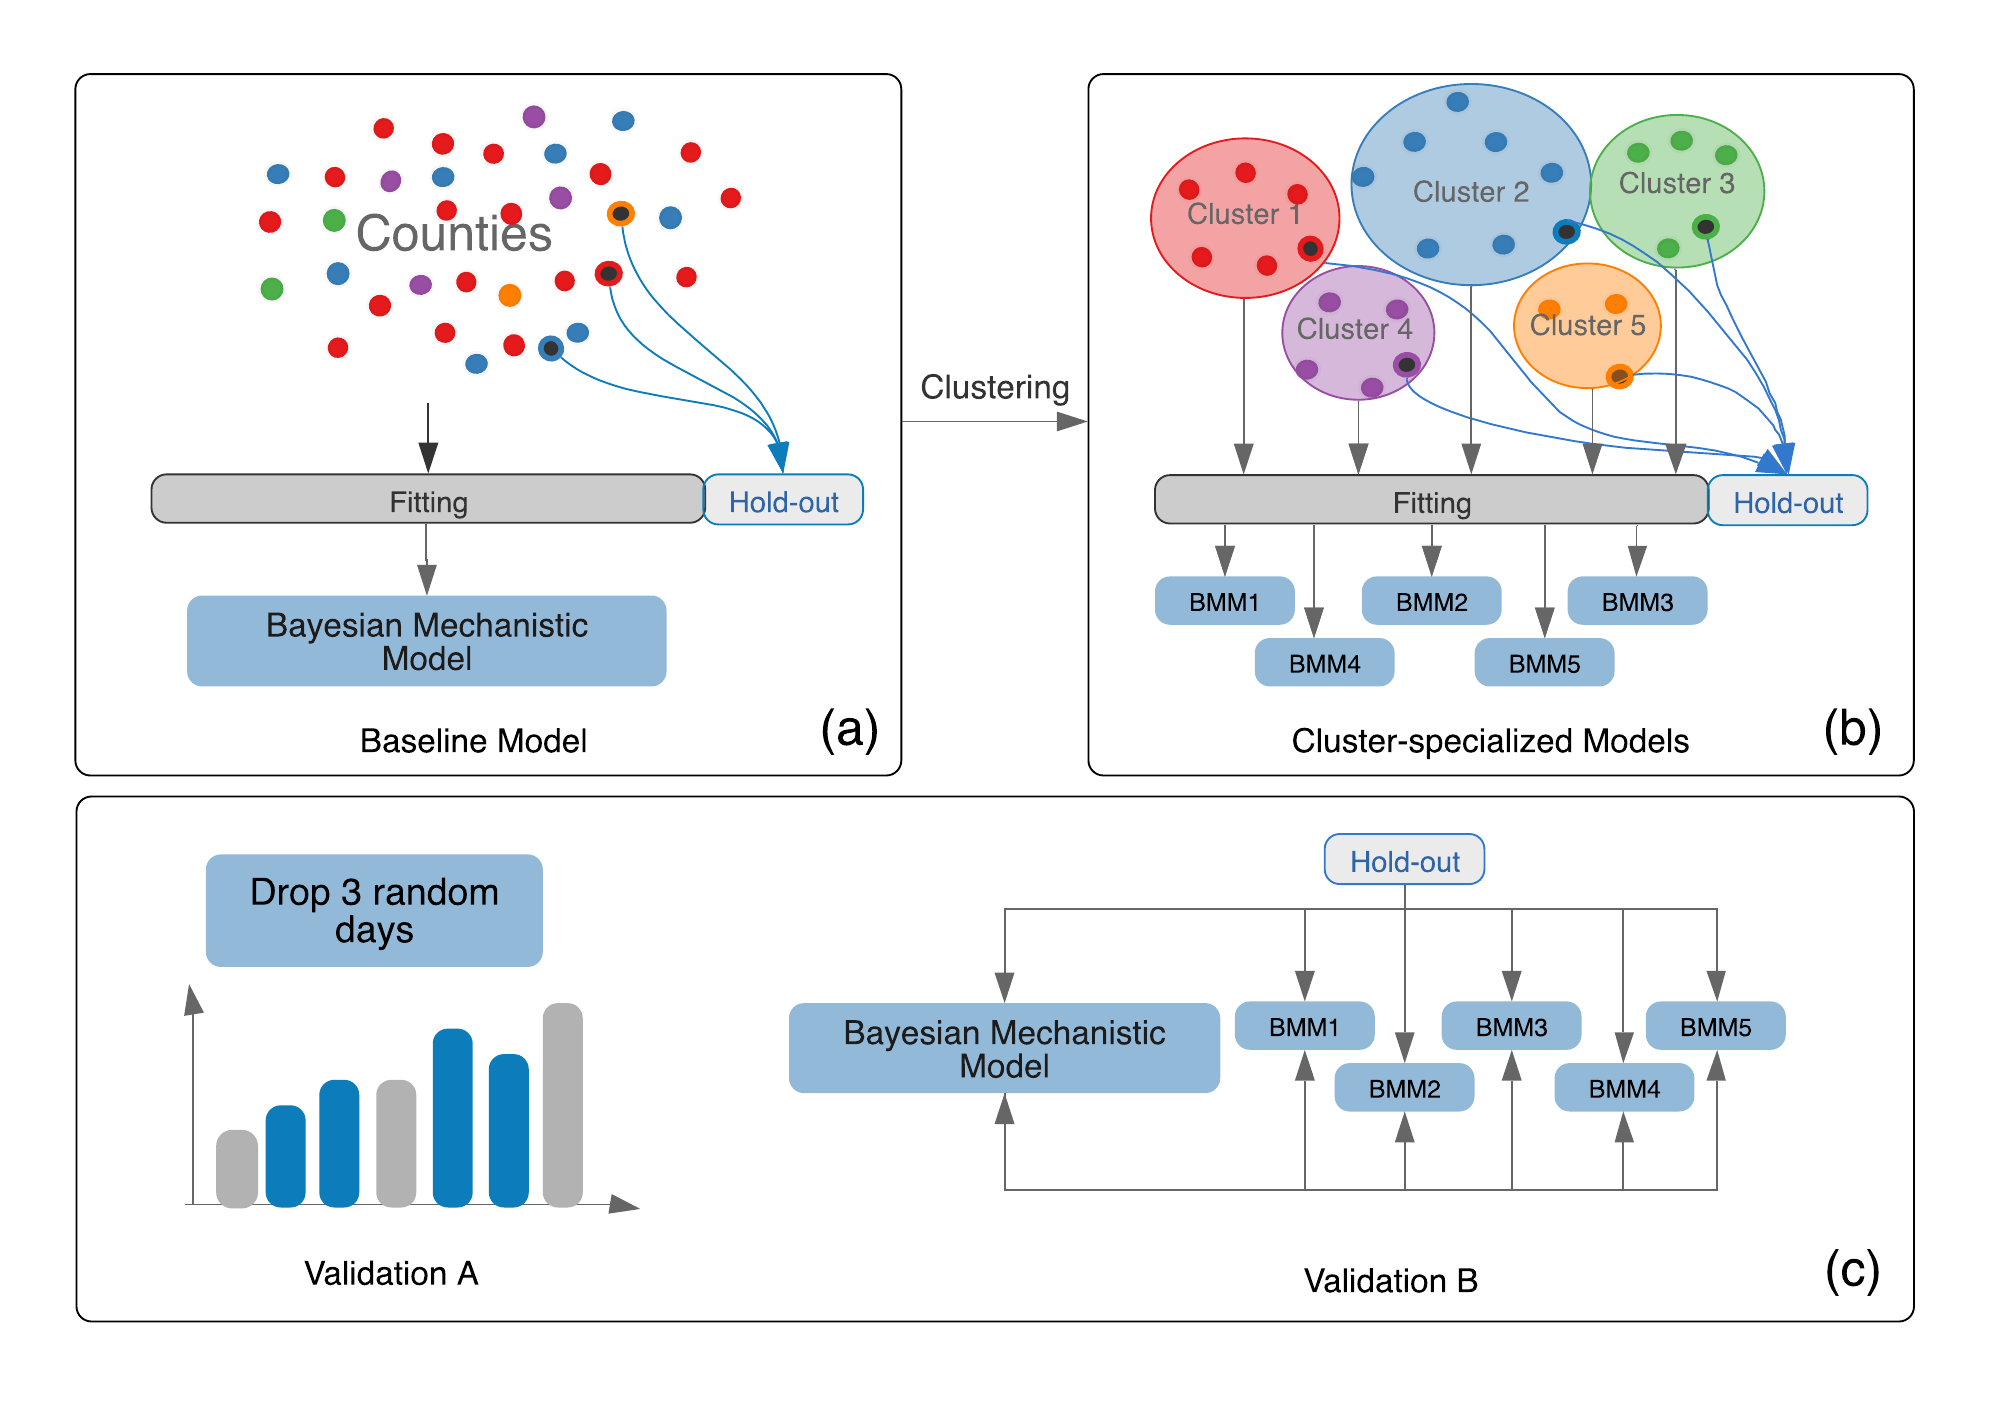 Counties
Fitting
Hold-out
Bayesian Mechanistic
Model
Baseline Model
(a)
Clustering
Cluster 1
Cluster 2
Cluster 3
Cluster 4
Cluster 5
Fitting
Hold-out
BMM1
BMM2
BMM3
BMM4
BMM5
Cluster-specialized Models
(b)
Drop 3 random
days
Validation A
Hold-out
Bayesian Mechanistic
Model
BMM1
BMM3
BMM5
BMM2
BMM4
Validation B
(c)